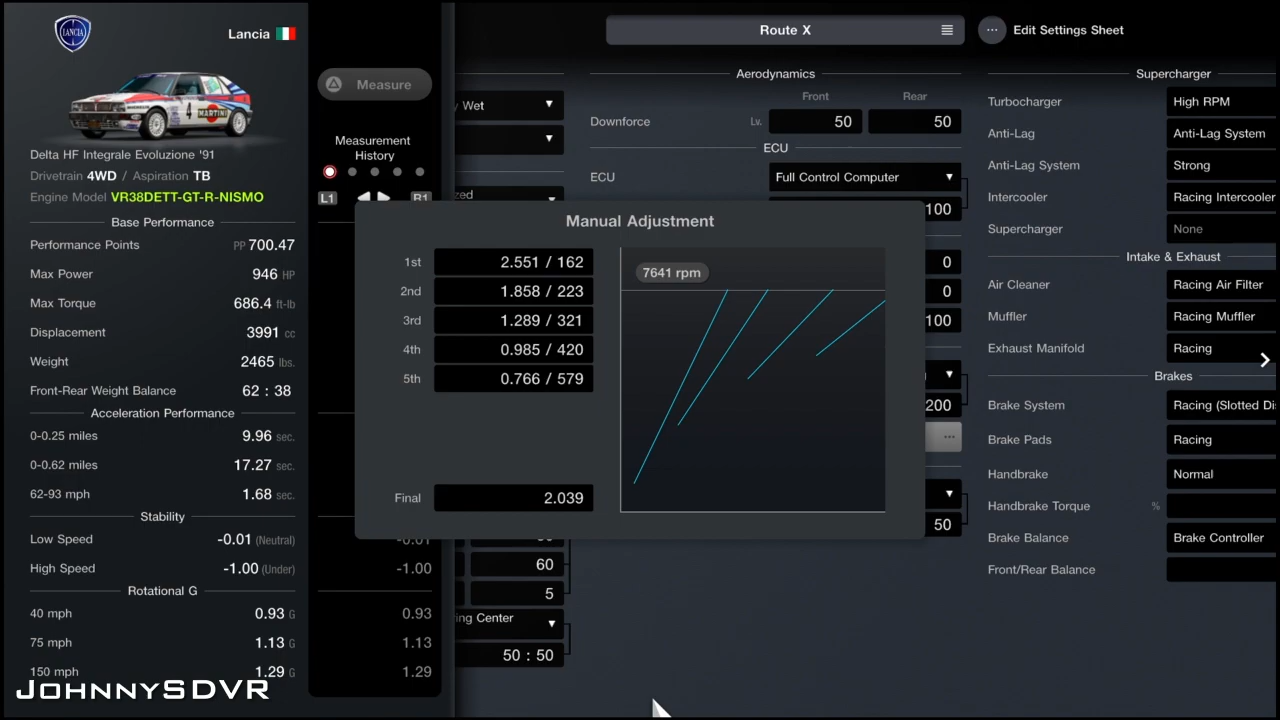 LANCIA
Lancia
Delta HF Integrale Evoluzione '91
Drivetrain 4WD / Aspiration TB
Engine Model VR38DETT-GT-R-NISMO
Base Performance
Performance Points PP 700.47
Max Power 946 HP
Max Torque 686.4 ft-lb
Displacement 3991 cc
Weight 2465 lbs.
Front-Rear Weight Balance 62 : 38
Acceleration Performance
0-0.25 miles 9.96 sec.
0-0.62 miles 17.27 sec.
62-93 mph 1.68 sec.
Stability
Low Speed -0.01 (Neutral)
High Speed -1.00 (Under)
Rotational G
40 mph 0.93 G
75 mph 1.13 G
150 mph 1.29 G
JOHNNYSDVR
Measure
Measurement
History
L1 R1
-0.01
-1.00
0.93
1.13
1.29
y Wet
zed
60
5
ing Center
50 : 50
Route X
Edit Settings Sheet
Aerodynamics
Front Rear
Downforce Lv. 50 50
ECU
ECU Full Control Computer
100
0
0
100
200
50
Manual Adjustment
1st 2.551 / 162
2nd 1.858 / 223
3rd 1.289 / 321
4th 0.985 / 420
5th 0.766 / 579
Final 2.039
7641 rpm
Supercharger
Turbocharger High RPM
Anti-Lag Anti-Lag System
Anti-Lag System Strong
Intercooler Racing Intercooler
Supercharger None
Intake & Exhaust
Air Cleaner Racing Air Filter
Muffler Racing Muffler
Exhaust Manifold Racing
Brakes
Brake System Racing (Slotted Di
Brake Pads Racing
Handbrake Normal
Handbrake Torque %
Brake Balance Brake Controller
Front/Rear Balance